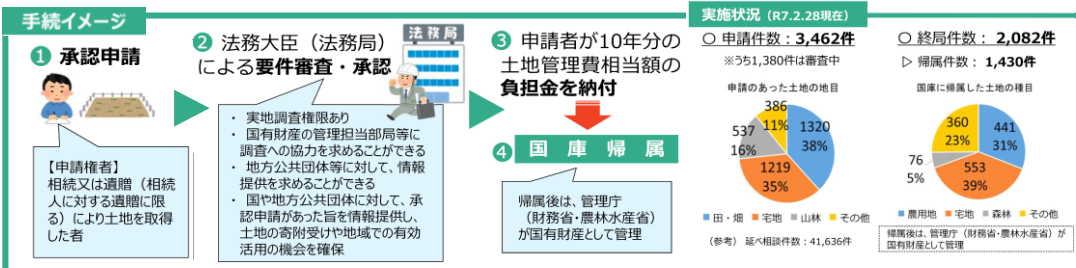 手続イメージ
❶ 承認申請
【申請権者】
相続又は遺贈（相続
人に対する遺贈に限
る）により土地を取得
した者
❷ 法務大臣（法務局）
による要件審査・承認
法務局
・ 実地調査権限あり
・ 国有財産の管理担当部局等に
調査への協力を求めることができる
・ 地方公共団体等に対して、情報
提供を求めることができる
・ 国や地方公共団体に対して、承
認申請があった旨を情報提供し、
土地の寄附受けや地域での有効
活用の機会を確保
❸ 申請者が10年分の
土地管理費相当額の
負担金を納付
❹ 国庫帰属
帰属後は、管理庁
（財務省・農林水産省）
が国有財産として管理
実施状況（R7.2.28現在）
〇 申請件数：3,462件
※うち1,380件は審査中
申請のあった土地の地目
386
11%
1320
38%
537
16%
1219
35%
田・畑 宅地 山林 その他
（参考） 延べ相談件数：41,636件
〇 終局件数： 2,082件
▷ 帰属件数： 1,430件
国庫に帰属した土地の種目
360
23%
441
31%
76
5%
553
39%
農用地 宅地 森林 その他
帰属後は、管理庁（財務省・農林水産省）が
国有財産として管理